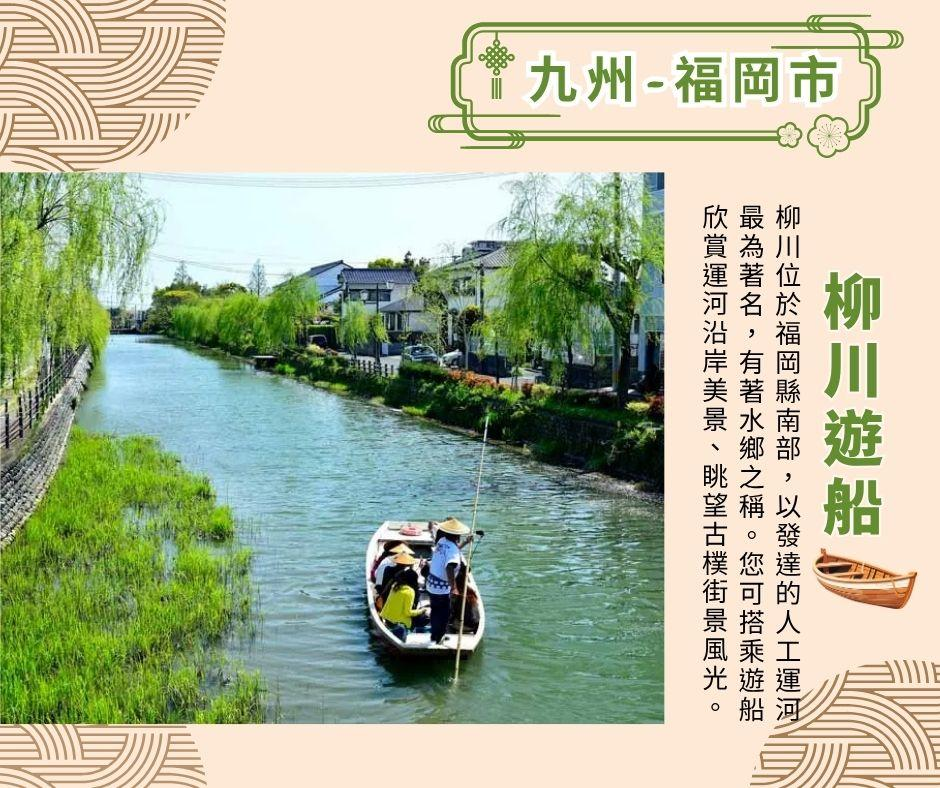 九州-福岡市
柳川遊船
柳川位於福岡縣南部，以發達的人工運河
最為著名，有著水鄉之稱。您可搭乘遊船
欣賞運河沿岸美景、眺望古樸街景風光。